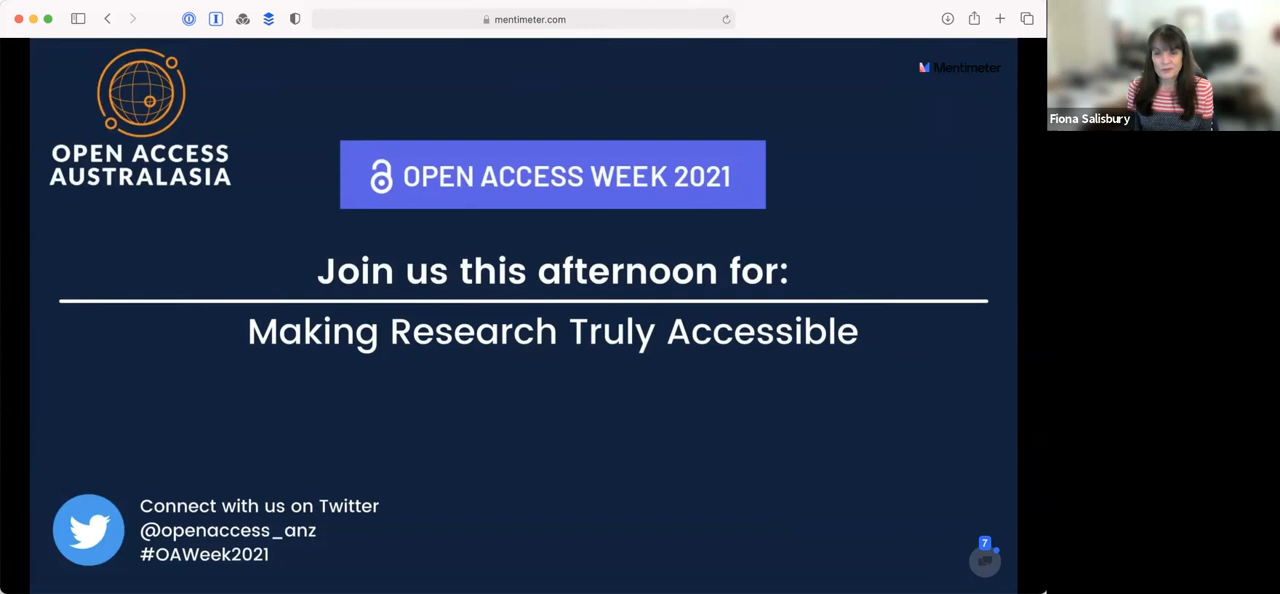 mentimeter.com
OPEN ACCESS
AUSTRALASIA
Mentimeter
OPEN ACCESS WEEK 2021
Join us this afternoon for:
Making Research Truly Accessible
Connect with us on Twitter
@openaccess_anz
#OAWeek2021
7
Fiona Salisbury